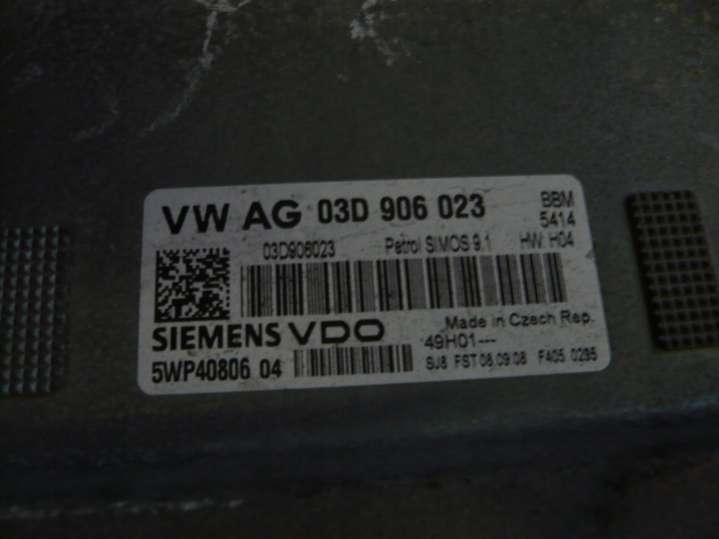 VW AG 03D 906 023 BBM
5414
03D906023 Petrol SIMOS 9.1 HW: H04
SIEMENS VDO Made in Czech Rep.
49H01---
5WP40806 04 SJ8 FST 08.09.08 F405 0295